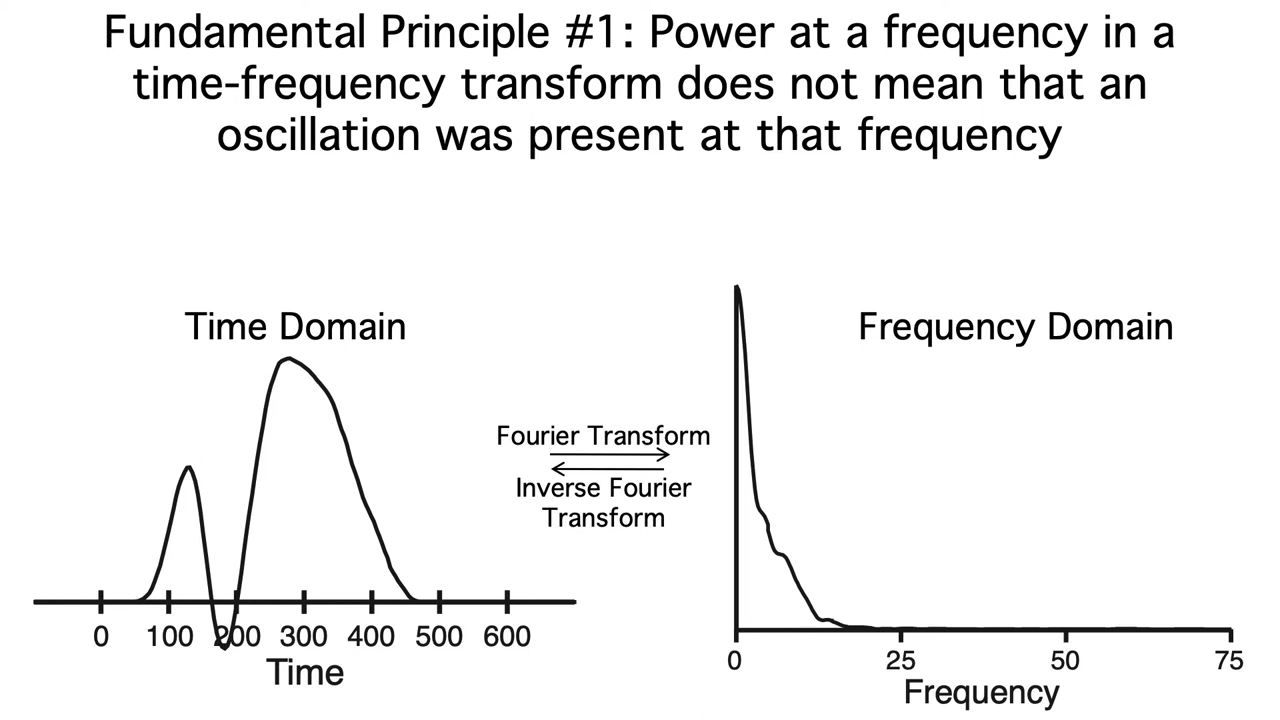 Fundamental Principle #1: Power at a frequency in a
time-frequency transform does not mean that an
oscillation was present at that frequency
Time Domain
Frequency Domain
Fourier Transform
Inverse Fourier
Transform
0 100 200 300 400 500 600
Time
0 25 50 75
Frequency